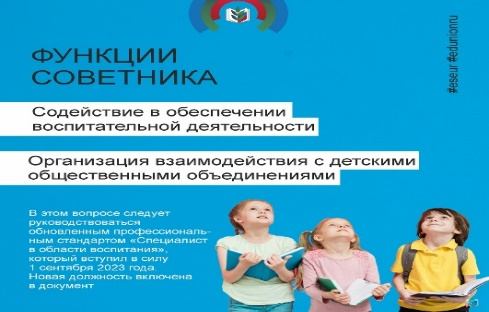 ФУНКЦИИ
СОВЕТНИКА
Содействие в обеспечении
воспитательной деятельности
Организация взаимодействия с детскими
общественными объединениями
В этом вопросе следует
руководствоваться
обновленным профессиональ-
ным стандартом «Специалист
в области воспитания»,
который вступил в силу
1 сентября 2023 года.
Новая должность включена
в документ
#eseur #edunionru